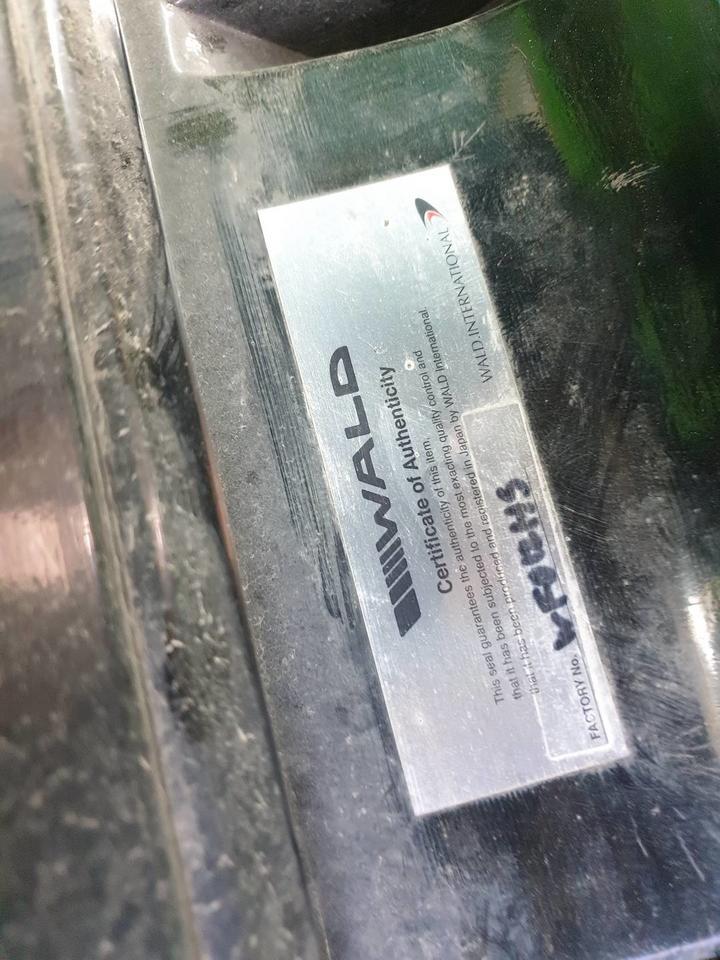 WALD
Certificate of Authenticity
This seal guarantees the authenticity of this item,
that it has been subjected to the most exacting quality control and
that it has been produced and registered in Japan by WALD International.
FACTORY No.
WALD.INTERNATIONAL